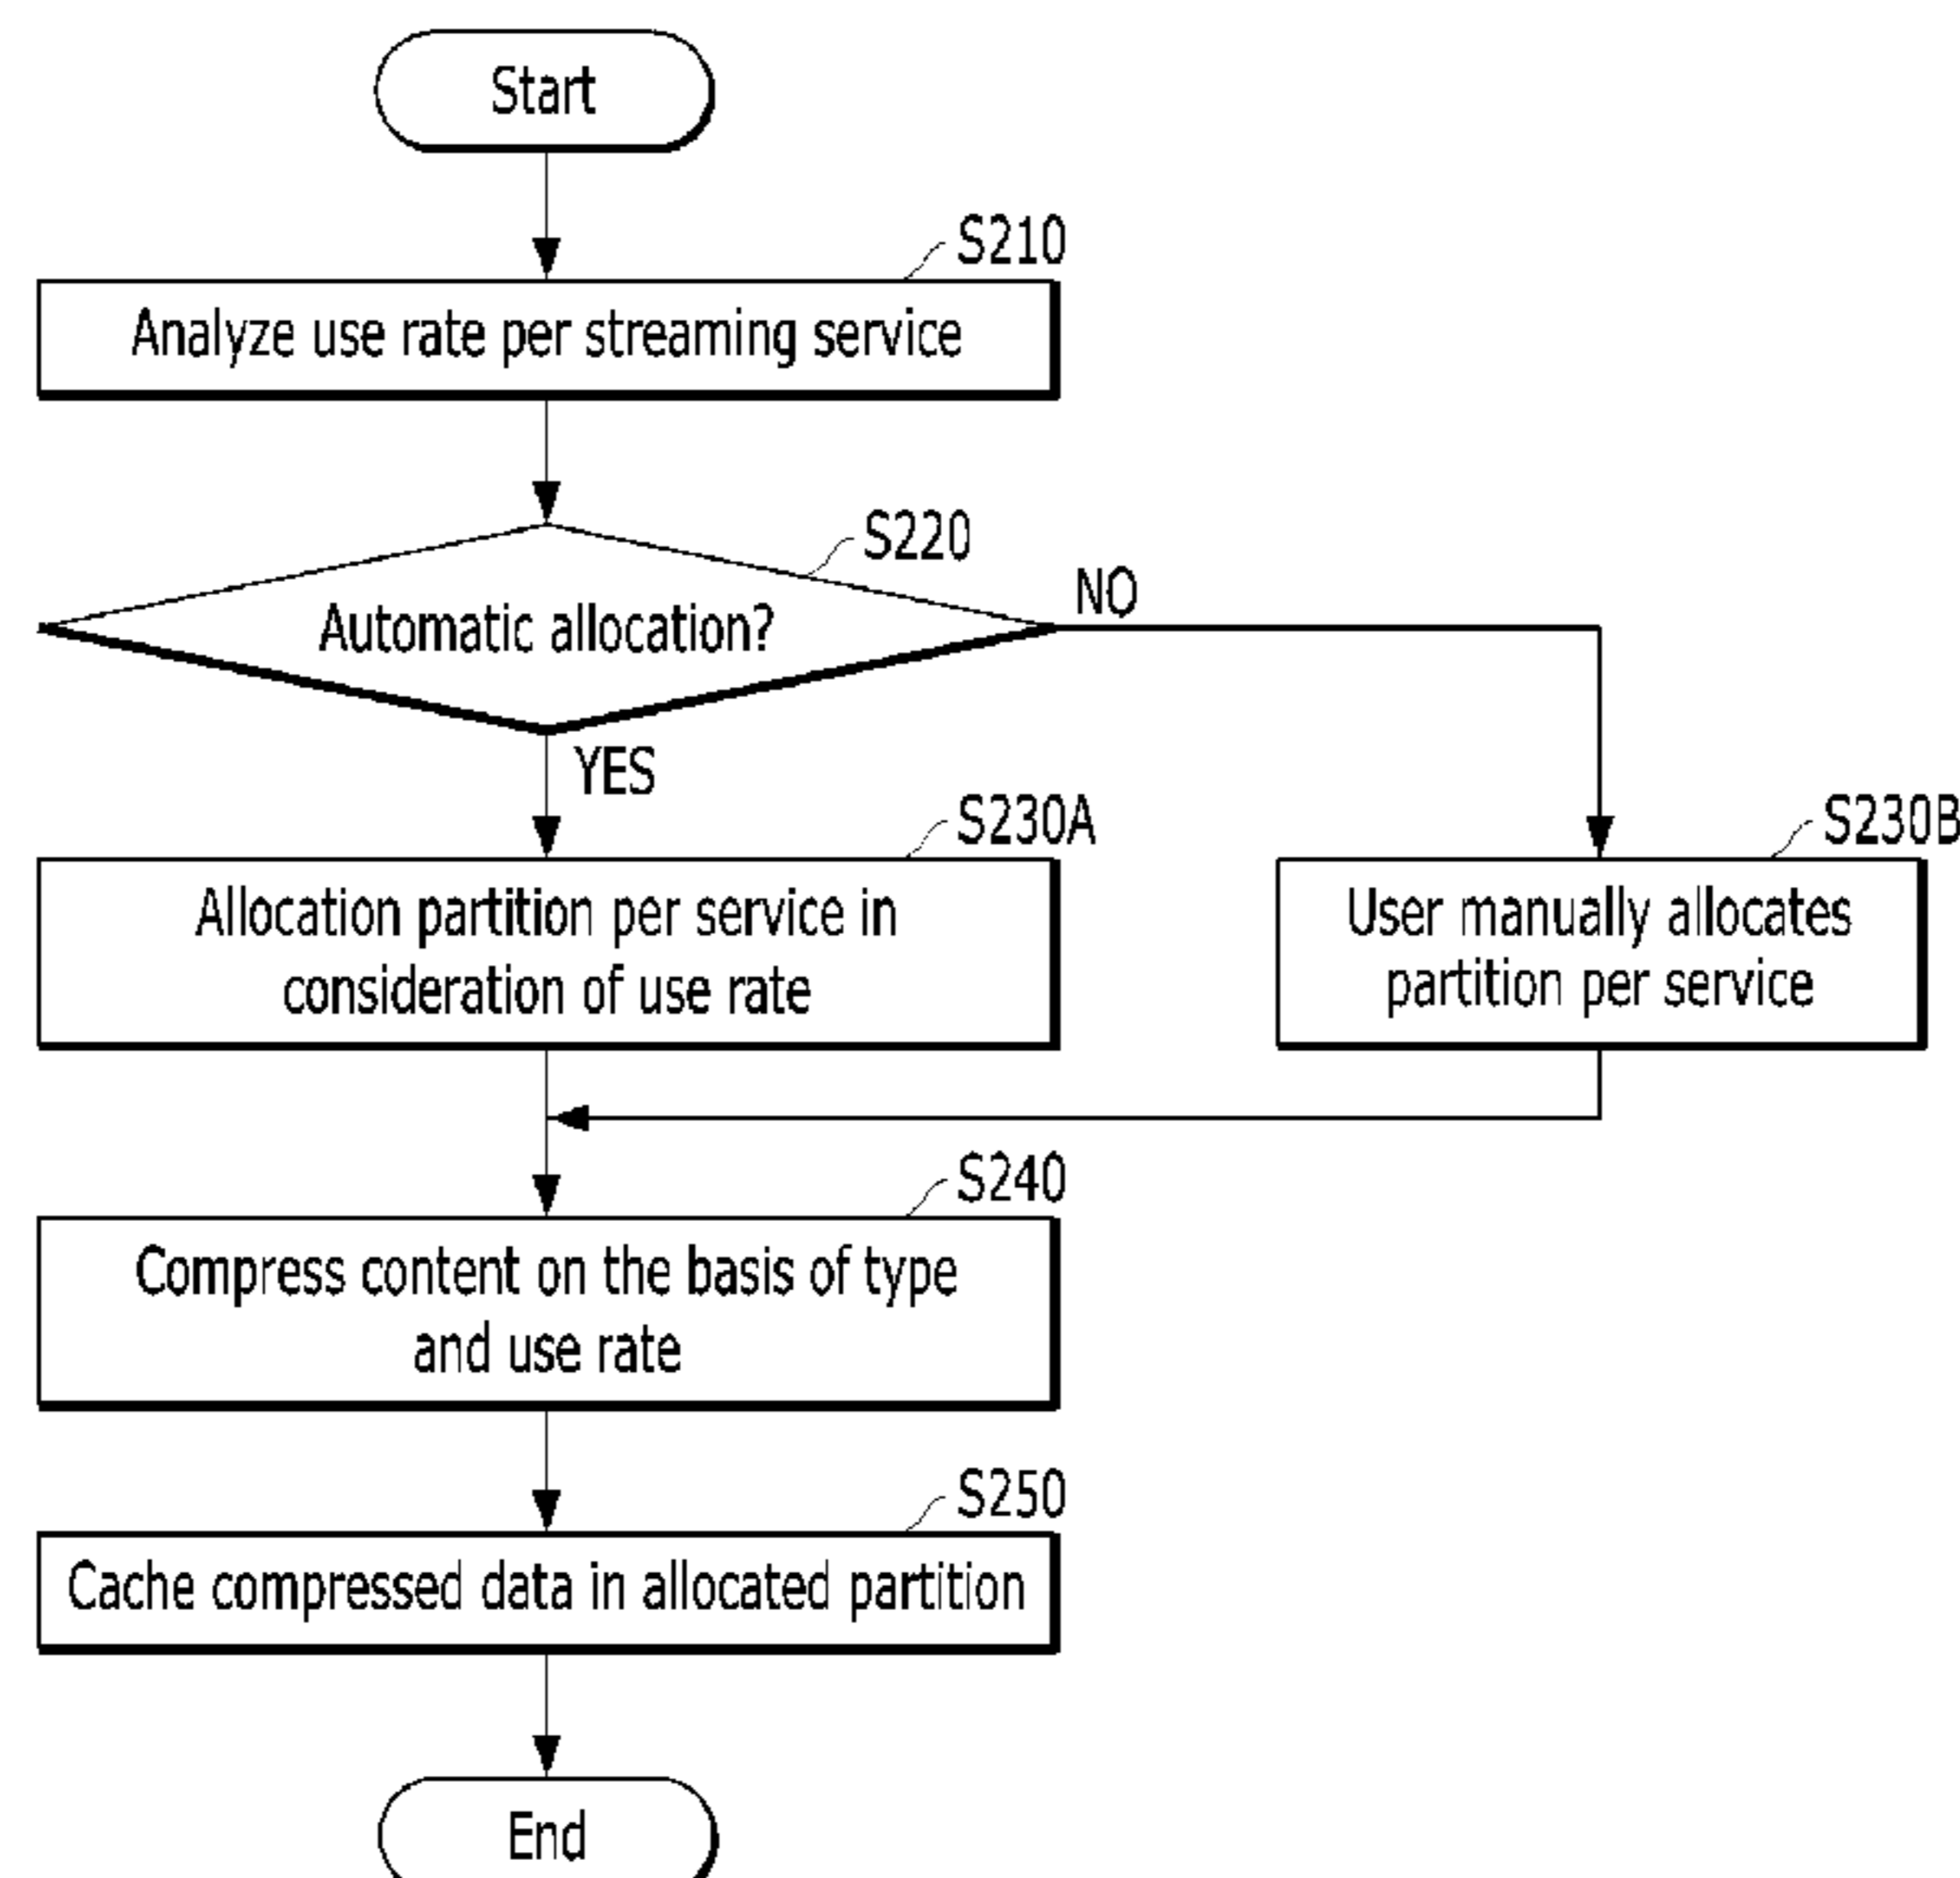 Start
S210
Analyze use rate per streaming service
S220
Automatic allocation?
NO
YES
S230A
Allocation partition per service in
consideration of use rate
S230B
User manually allocates
partition per service
S240
Compress content on the basis of type
and use rate
S250
Cache compressed data in allocated partition
End